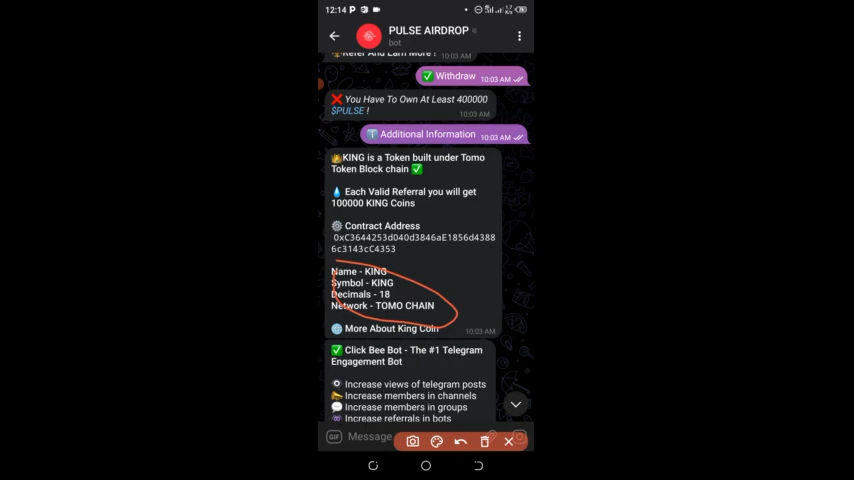 12:14
PULSE AIRDROP
bot
Refer And Earn More !
10:03 AM
Withdraw 10:03 AM
You Have To Own At Least 400000
$PULSE !
10:03 AM
Additional Information 10:03 AM
KING is a Token built under Tomo
Token Block chain
Each Valid Referral you will get
100000 KING Coins
Contract Address
0xC3644253d040d3846aE1856d4388
6c3143cC4353
Name - KING
Symbol - KING
Decimals - 18
Network - TOMO CHAIN
More About King Coin
10:03 AM
Click Bee Bot - The #1 Telegram
Engagement Bot
Increase views of telegram posts
Increase members in channels
Increase members in groups
Increase referrals in bots
GIF Message